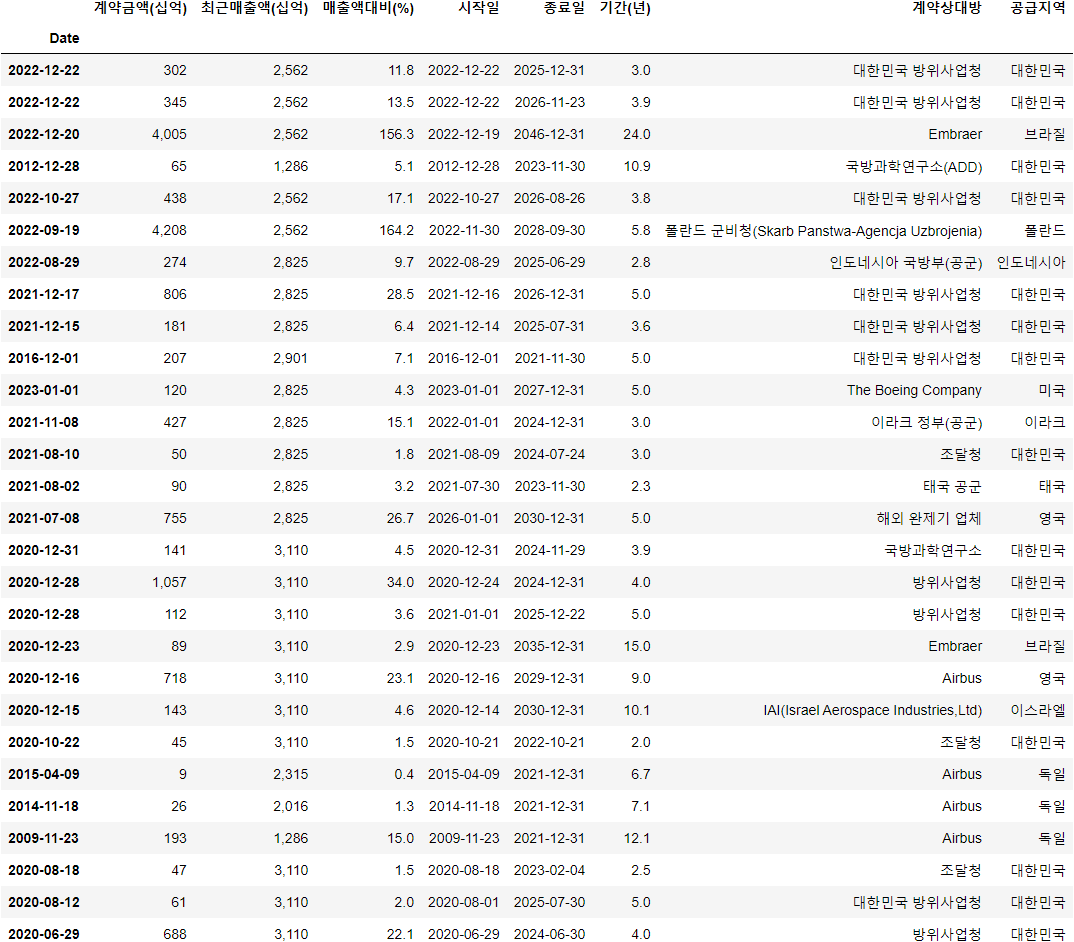 계약금액(십억) 최근매출액(십억) 매출액대비(%) 시작일 종료일 기간(년) 계약상대방 공급지역
Date
2022-12-22 302 2,562 11.8 2022-12-22 2025-12-31 3.0 대한민국 방위사업청 대한민국
2022-12-22 345 2,562 13.5 2022-12-22 2026-11-23 3.9 대한민국 방위사업청 대한민국
2022-12-20 4,005 2,562 156.3 2022-12-19 2046-12-31 24.0 Embraer 브라질
2012-12-28 65 1,286 5.1 2012-12-28 2023-11-30 10.9 국방과학연구소(ADD) 대한민국
2022-10-27 438 2,562 17.1 2022-10-27 2026-08-26 3.8 대한민국 방위사업청 대한민국
2022-09-19 4,208 2,562 164.2 2022-11-30 2028-09-30 5.8 폴란드 군비청(Skarb Panstwa-Agencja Uzbrojenia) 폴란드
2022-08-29 274 2,825 9.7 2022-08-29 2025-06-29 2.8 인도네시아 국방부(공군) 인도네시아
2021-12-17 806 2,825 28.5 2021-12-16 2026-12-31 5.0 대한민국 방위사업청 대한민국
2021-12-15 181 2,825 6.4 2021-12-14 2025-07-31 3.6 대한민국 방위사업청 대한민국
2016-12-01 207 2,901 7.1 2016-12-01 2021-11-30 5.0 대한민국 방위사업청 대한민국
2023-01-01 120 2,825 4.3 2023-01-01 2027-12-31 5.0 The Boeing Company 미국
2021-11-08 427 2,825 15.1 2022-01-01 2024-12-31 3.0 이라크 정부(공군) 이라크
2021-08-10 50 2,825 1.8 2021-08-09 2024-07-24 3.0 조달청 대한민국
2021-08-02 90 2,825 3.2 2021-07-30 2023-11-30 2.3 태국 공군 태국
2021-07-08 755 2,825 26.7 2026-01-01 2030-12-31 5.0 해외 완제기 업체 영국
2020-12-31 141 3,110 4.5 2020-12-31 2024-11-29 3.9 국방과학연구소 대한민국
2020-12-28 1,057 3,110 34.0 2020-12-24 2024-12-31 4.0 방위사업청 대한민국
2020-12-28 112 3,110 3.6 2021-01-01 2025-12-22 5.0 방위사업청 대한민국
2020-12-23 89 3,110 2.9 2020-12-23 2035-12-31 15.0 Embraer 브라질
2020-12-16 718 3,110 23.1 2020-12-16 2029-12-31 9.0 Airbus 영국
2020-12-15 143 3,110 4.6 2020-12-14 2030-12-31 10.1 IAI(Israel Aerospace Industries,Ltd) 이스라엘
2020-10-22 45 3,110 1.5 2020-10-21 2022-10-21 2.0 조달청 대한민국
2015-04-09 9 2,315 0.4 2015-04-09 2021-12-31 6.7 Airbus 독일
2014-11-18 26 2,016 1.3 2014-11-18 2021-12-31 7.1 Airbus 독일
2009-11-23 193 1,286 15.0 2009-11-23 2021-12-31 12.1 Airbus 독일
2020-08-18 47 3,110 1.5 2020-08-18 2023-02-04 2.5 조달청 대한민국
2020-08-12 61 3,110 2.0 2020-08-01 2025-07-30 5.0 대한민국 방위사업청 대한민국
2020-06-29 688 3,110 22.1 2020-06-29 2024-06-30 4.0 방위사업청 대한민국